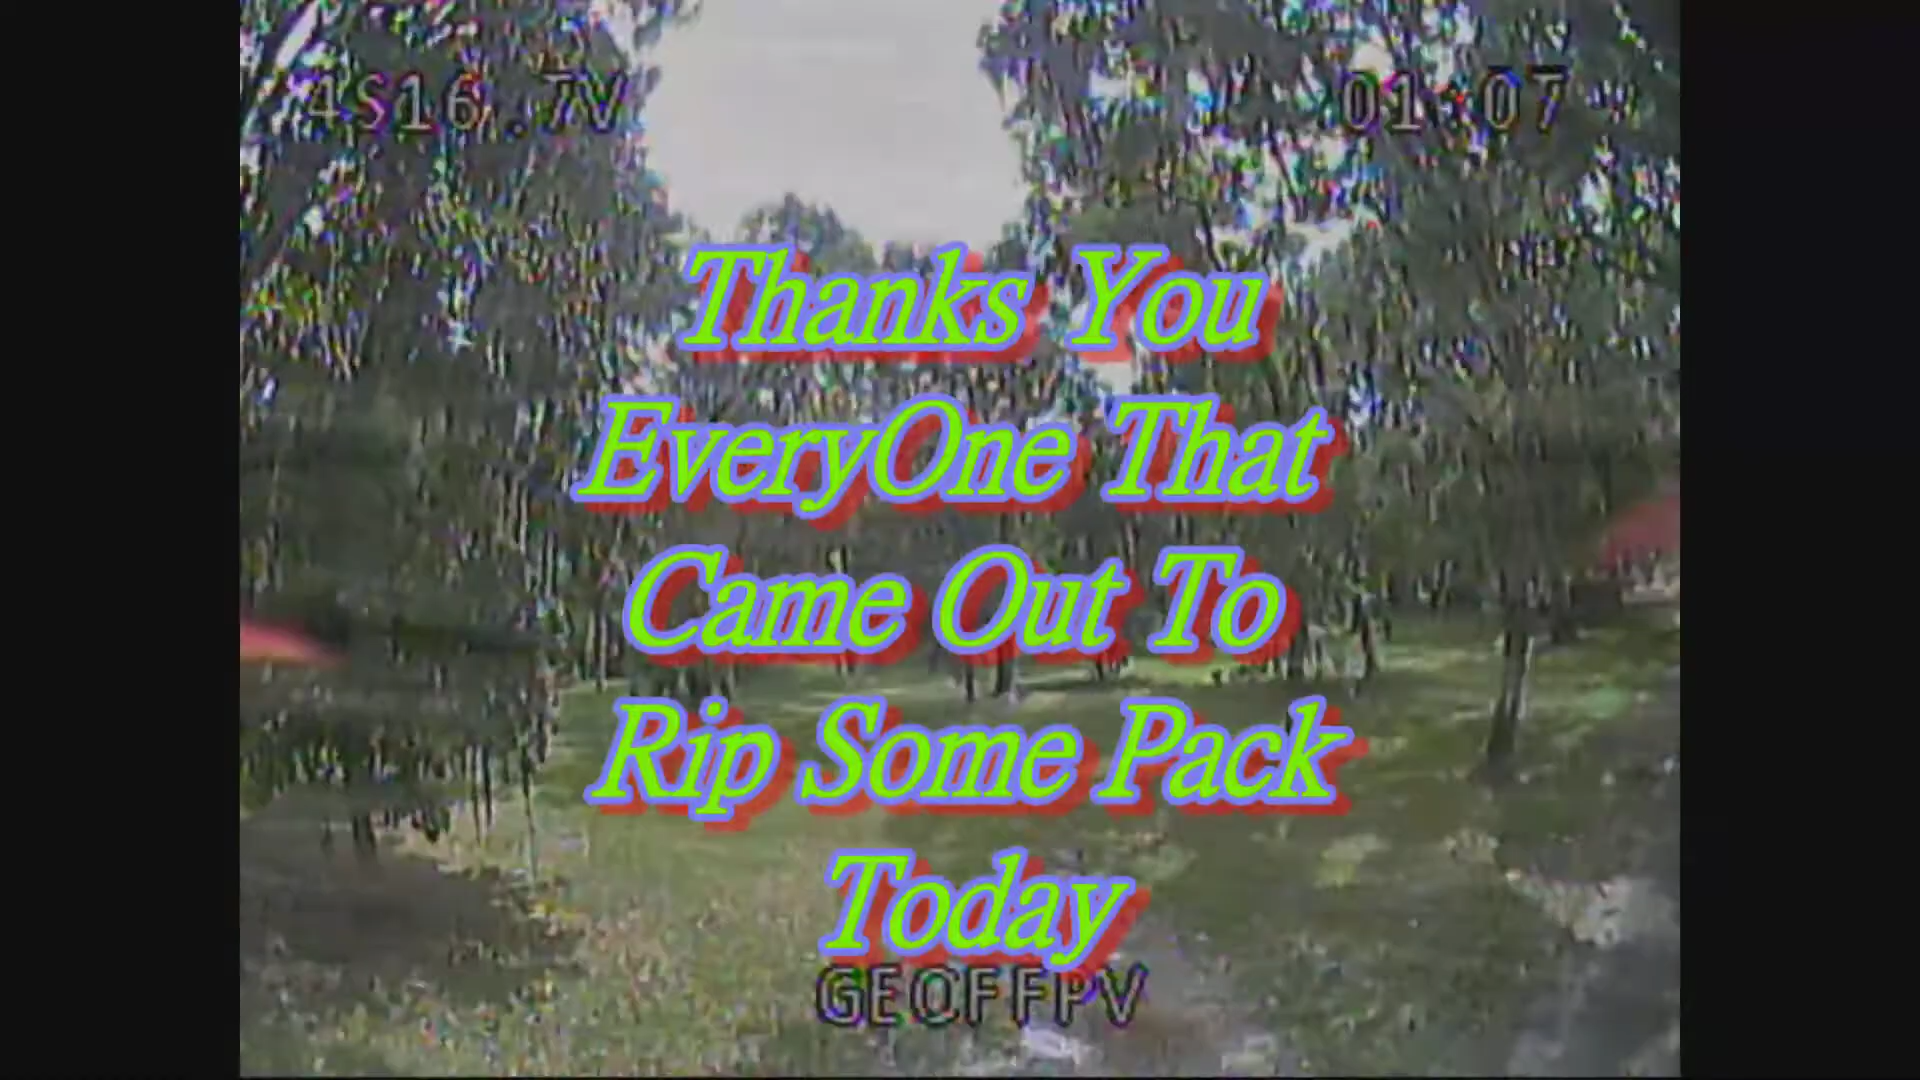 4S16.7V 01:07
Thanks You
EveryOne That
Came Out To
Rip Some Pack
Today
GEOFFPV